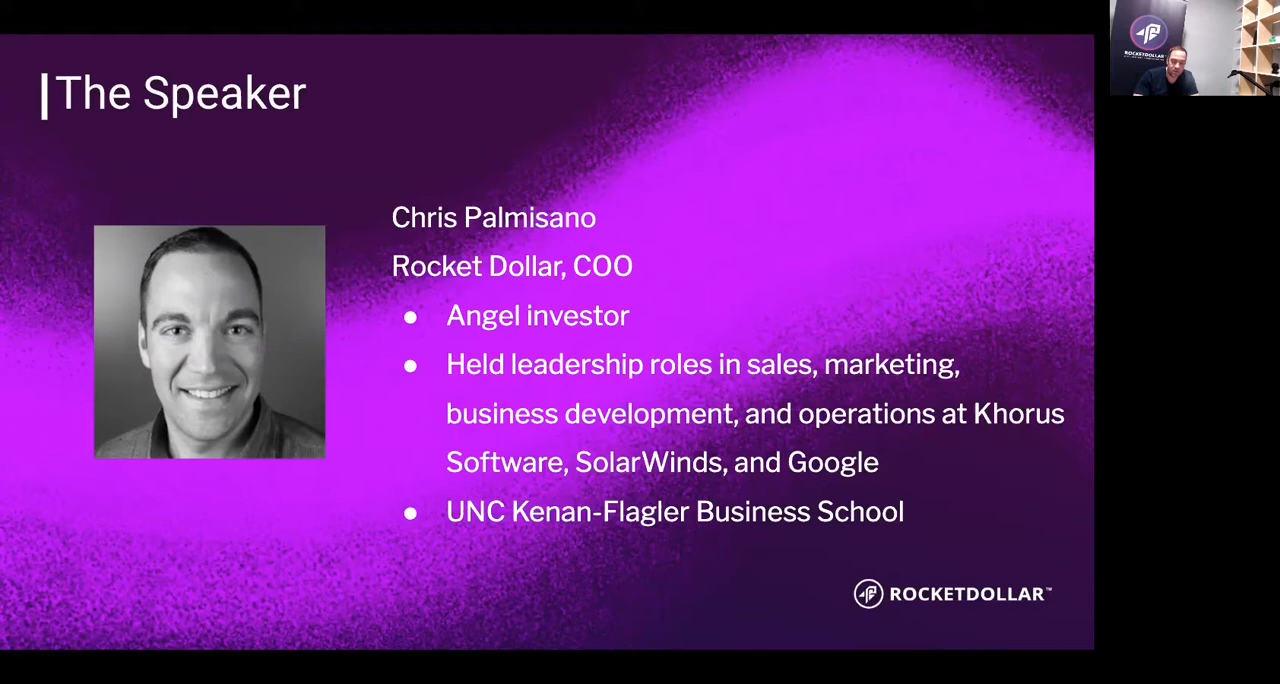 The Speaker
Chris Palmisano
Rocket Dollar, COO
● Angel investor
● Held leadership roles in sales, marketing,
business development, and operations at Khorus
Software, SolarWinds, and Google
● UNC Kenan-Flagler Business School
ROCKETDOLLAR™
ROCKETDOLLAR